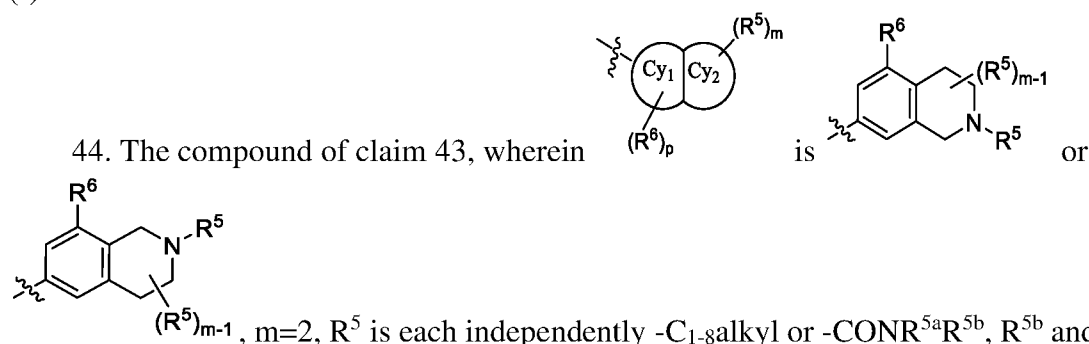 (R⁵)ₘ
Cy₁ Cy₂
(R⁶)ₚ
R⁶
(R⁵)ₘ₋₁
N
R⁵
44. The compound of claim 43, wherein is or
R⁶
N
R⁵
(R⁵)ₘ₋₁
, m=2, R⁵ is each independently -C₁₋₈alkyl or -CONR⁵ᵃR⁵ᵇ, R⁵ᵇ and